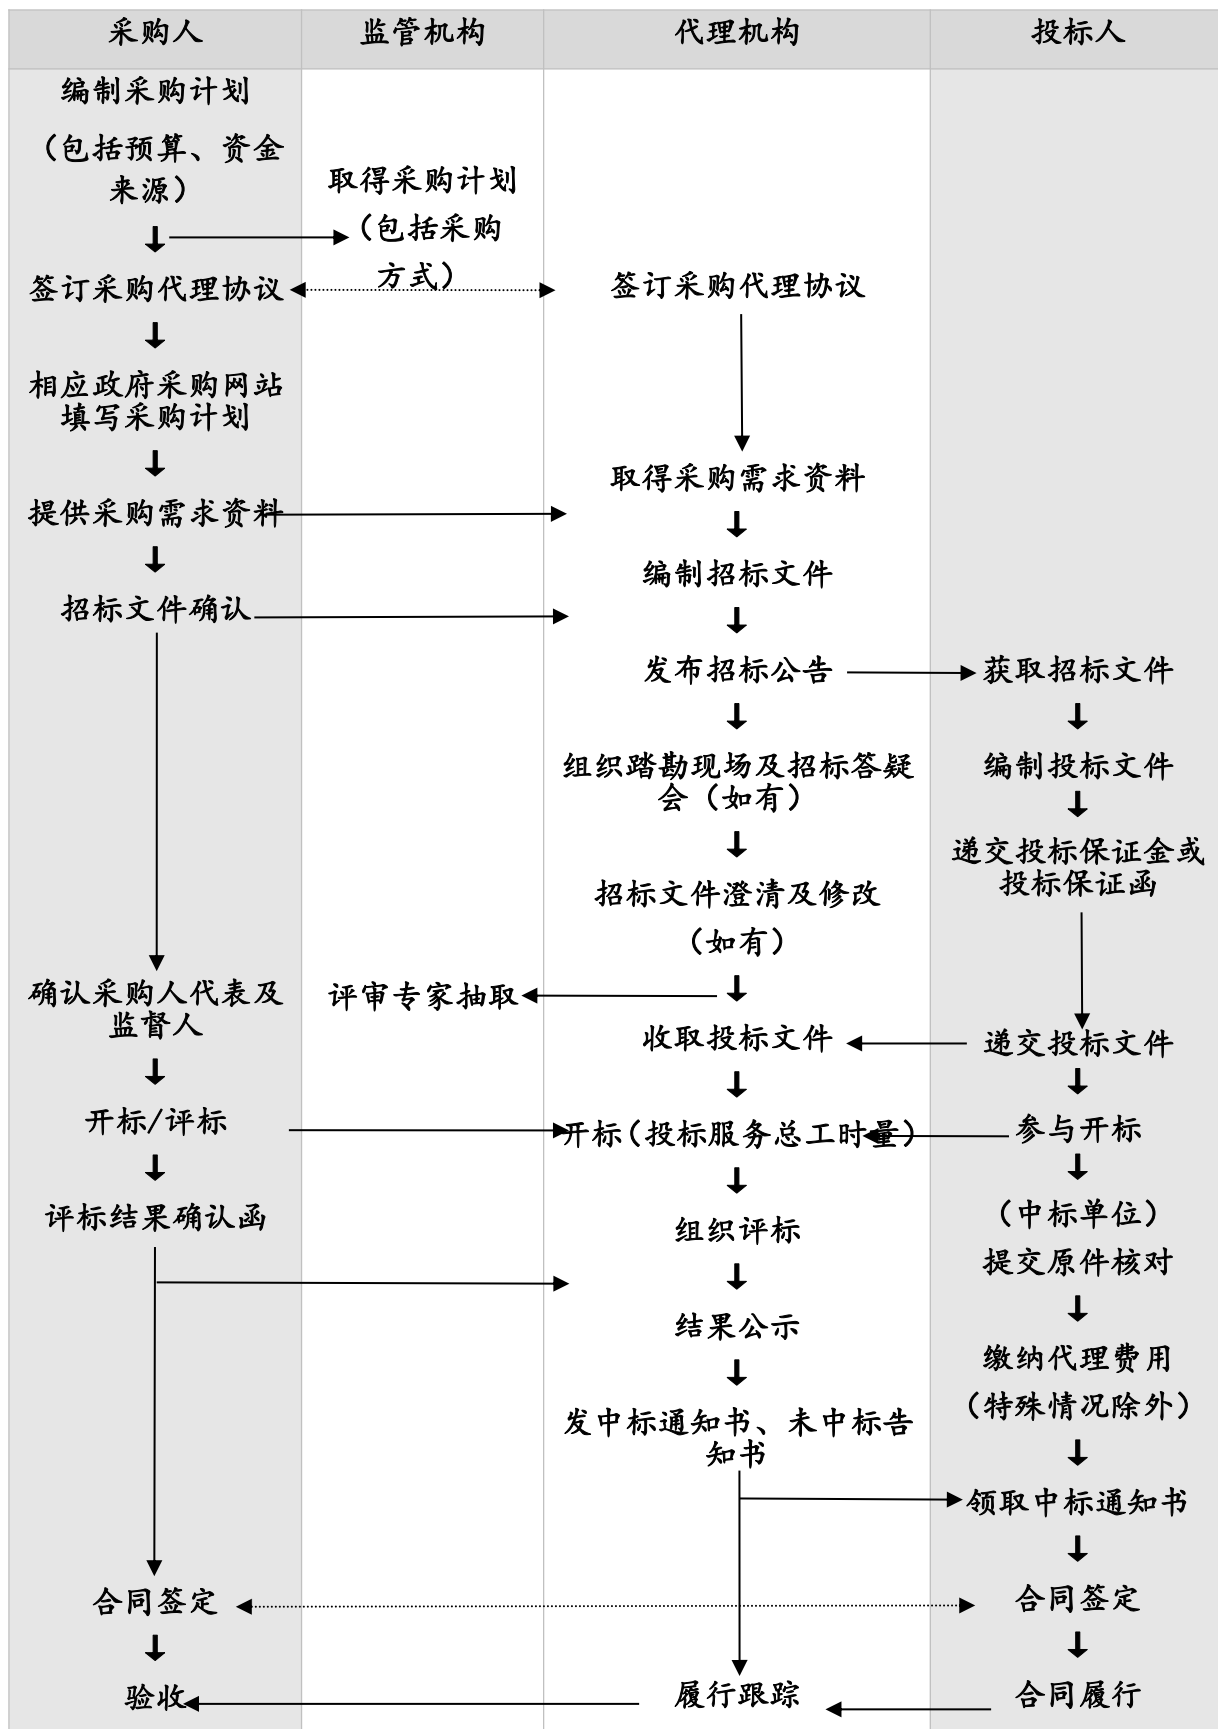 采购人
监管机构
代理机构
投标人
编制采购计划
（包括预算、资金
来源）
签订采购代理协议
相应政府采购网站
填写采购计划
提供采购需求资料
招标文件确认
确认采购人代表及
监督人
开标/评标
评标结果确认函
合同签定
验收
取得采购计划
（包括采购
方式）
评审专家抽取
签订采购代理协议
取得采购需求资料
编制招标文件
发布招标公告
组织踏勘现场及招标答疑
会（如有）
招标文件澄清及修改
（如有）
收取投标文件
开标（投标服务总工时量）
组织评标
结果公示
发中标通知书、未中标告
知书
履行跟踪
获取招标文件
编制投标文件
递交投标保证金或
投标保证函
递交投标文件
参与开标
（中标单位）
提交原件核对
缴纳代理费用
（特殊情况除外）
领取中标通知书
合同签定
合同履行